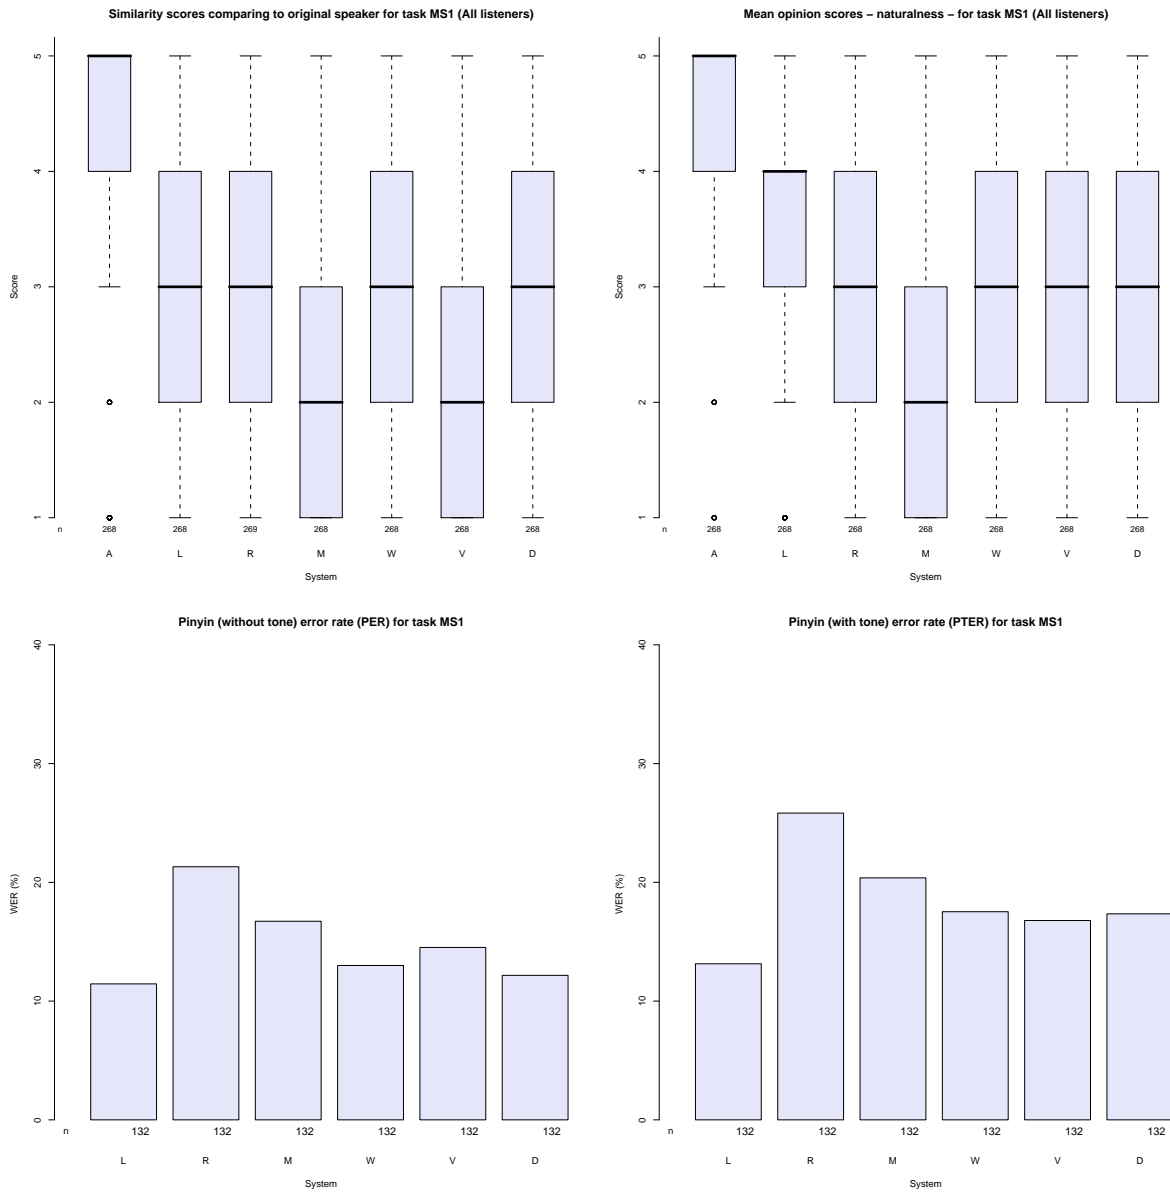 Similarity scores comparing to original speaker for task MS1 (All listeners)
Score
5
4
3
2
1
n 268 268 269 268 268 268 268
A L R M W V D
System
Mean opinion scores – naturalness – for task MS1 (All listeners)
Score
5
4
3
2
1
n 268 268 268 268 268 268 268
A L R M W V D
System
Pinyin (without tone) error rate (PER) for task MS1
WER (%)
40
30
20
10
0
n 132 132 132 132 132 132
L R M W V D
System
Pinyin (with tone) error rate (PTER) for task MS1
WER (%)
40
30
20
10
0
n 132 132 132 132 132 132
L R M W V D
System